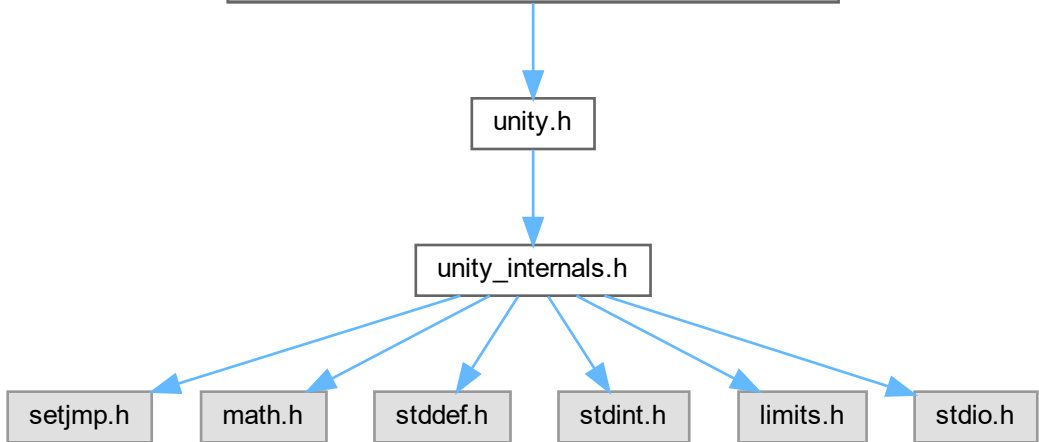 unity.h
unity_internals.h
setjmp.h
math.h
stddef.h
stdint.h
limits.h
stdio.h